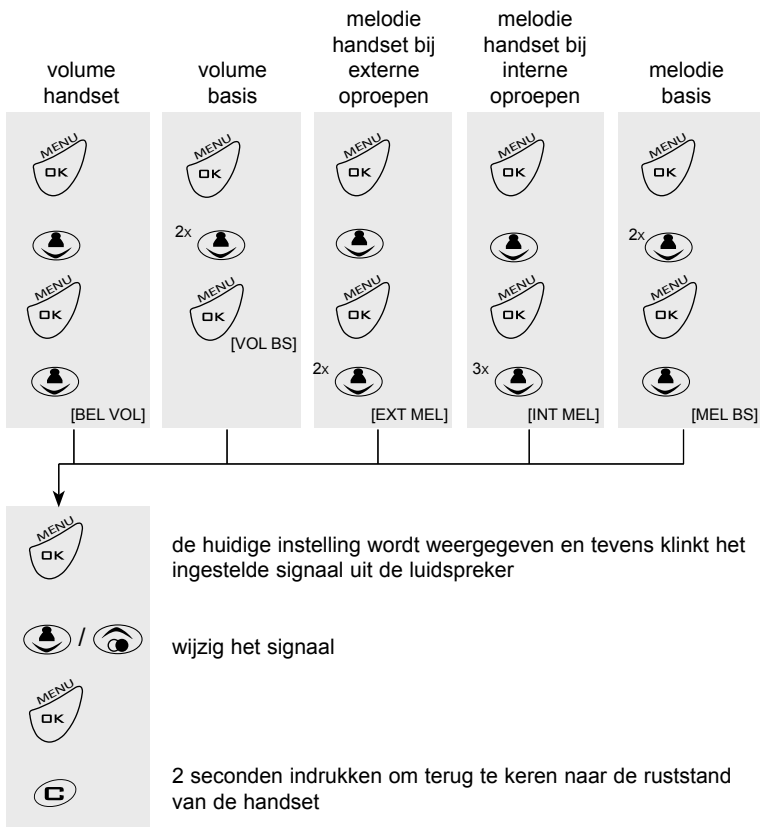 volume
handset
volume
basis
melodie
handset bij
externe
oproepen
melodie
handset bij
interne
oproepen
melodie
basis
MENU
OK
MENU
OK
MENU
OK
MENU
OK
MENU
OK
2x
2x
MENU
OK
MENU
OK
MENU
OK
MENU
OK
MENU
OK
[VOL BS]
2x
3x
[BEL VOL]
[EXT MEL]
[INT MEL]
[MEL BS]
MENU
OK
de huidige instelling wordt weergegeven en tevens klinkt het
ingestelde signaal uit de luidspreker
/
wijzig het signaal
MENU
OK
C
2 seconden indrukken om terug te keren naar de ruststand
van de handset